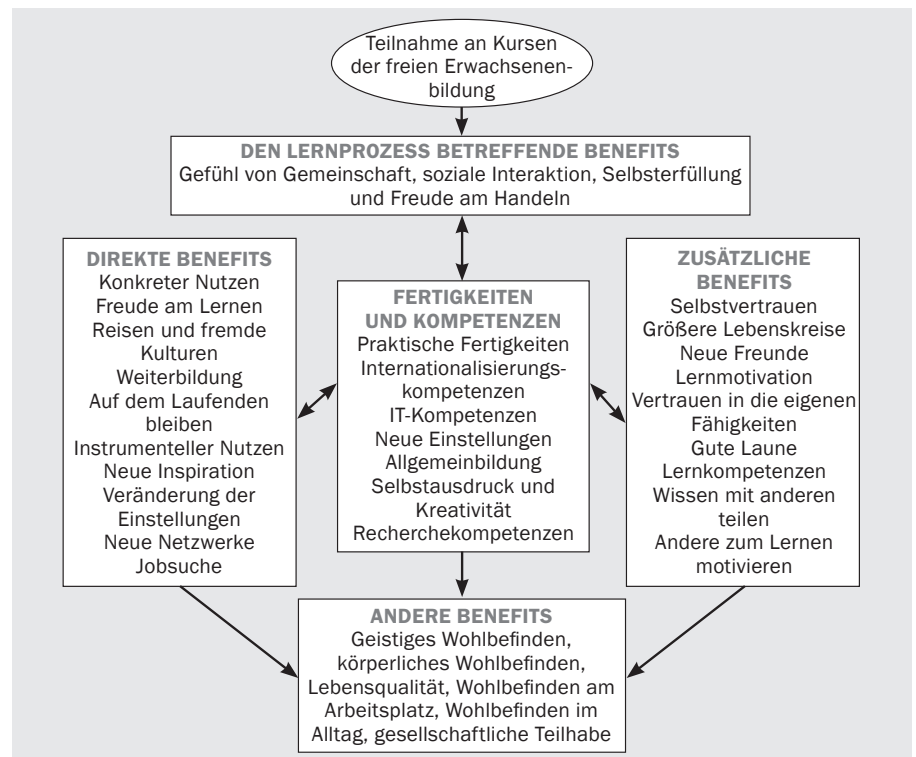 Teilnahme an Kursen
der freien Erwachsenen-
bildung
DEN LERNPROZESS BETREFFENDE BENEFITS
Gefühl von Gemeinschaft, soziale Interaktion, Selbsterfüllung
und Freude am Handeln
DIREKTE BENEFITS
Konkreter Nutzen
Freude am Lernen
Reisen und fremde
Kulturen
Weiterbildung
Auf dem Laufenden
bleiben
Instrumenteller Nutzen
Neue Inspiration
Veränderung der
Einstellungen
Neue Netzwerke
Jobsuche
FERTIGKEITEN
UND KOMPETENZEN
Praktische Fertigkeiten
Internationalisierungs-
kompetenzen
IT-Kompetenzen
Neue Einstellungen
Allgemeinbildung
Selbstausdruck und
Kreativität
Recherchekompetenzen
ZUSÄTZLICHE
BENEFITS
Selbstvertrauen
Größere Lebenskreise
Neue Freunde
Lernmotivation
Vertrauen in die eigenen
Fähigkeiten
Gute Laune
Lernkompetenzen
Wissen mit anderen
teilen
Andere zum Lernen
motivieren
ANDERE BENEFITS
Geistiges Wohlbefinden,
körperliches Wohlbefinden,
Lebensqualität, Wohlbefinden am
Arbeitsplatz, Wohlbefinden im
Alltag, gesellschaftliche Teilhabe